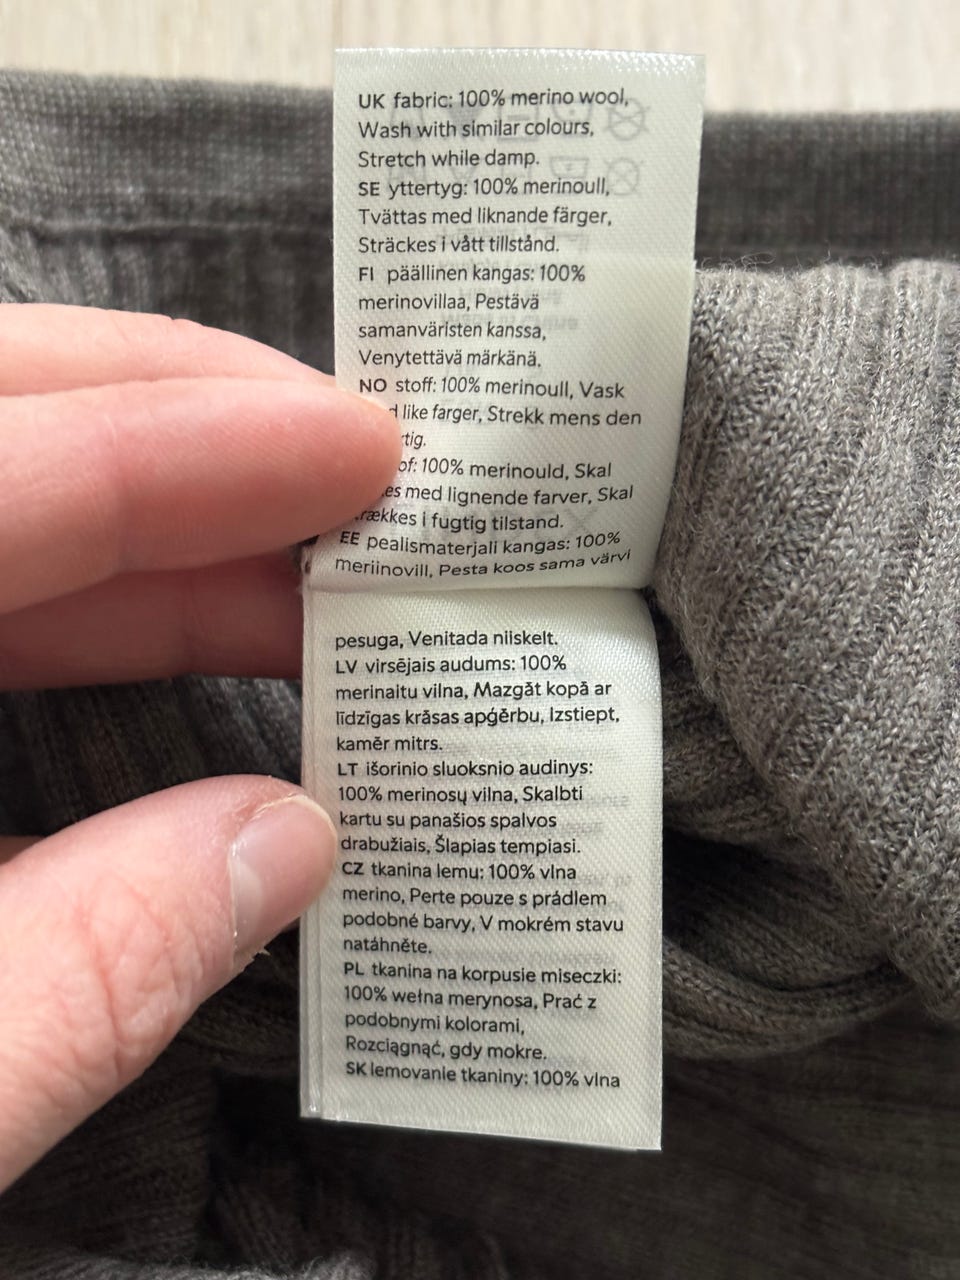 UK fabric: 100% merino wool,
Wash with similar colours,
Stretch while damp.
SE yttertyg: 100% merinoull,
Tvättas med liknande färger,
Sträckes i vått tillstånd.
FI päällinen kangas: 100%
merinovillaa, Pestävä
samanväristen kanssa,
Venytettävä märkänä.
NO stoff: 100% merinoull, Vask
like farger, Strekk mens den
100% merinould, Skal
med lignende farver, Skal
i fugtig tilstand.
EE pealismaterjali kangas: 100%
meriinovill, Pesta koos sama värvi
pesuga, Venitada niiskelt.
LV virsējais audums: 100%
merinaitu vilna, Mazgāt kopā ar
līdzīgas krāsas apģērbu, Izstiept,
kamēr mitrs.
LT išorinio sluoksnio audinys:
100% merinosų vilna, Skalbti
kartu su panašios spalvos
drabužiais, Šlapias tempiasi.
CZ tkanina lemu: 100% vlna
merino, Perte pouze s prádlem
podobné barvy, V mokrém stavu
natáhněte.
PL tkanina na korpusie miseczki:
100% wełna merynosa, Prać z
podobnymi kolorami,
Rozciągnąć, gdy mokre.
SK lemovanie tkaniny: 100% vlna